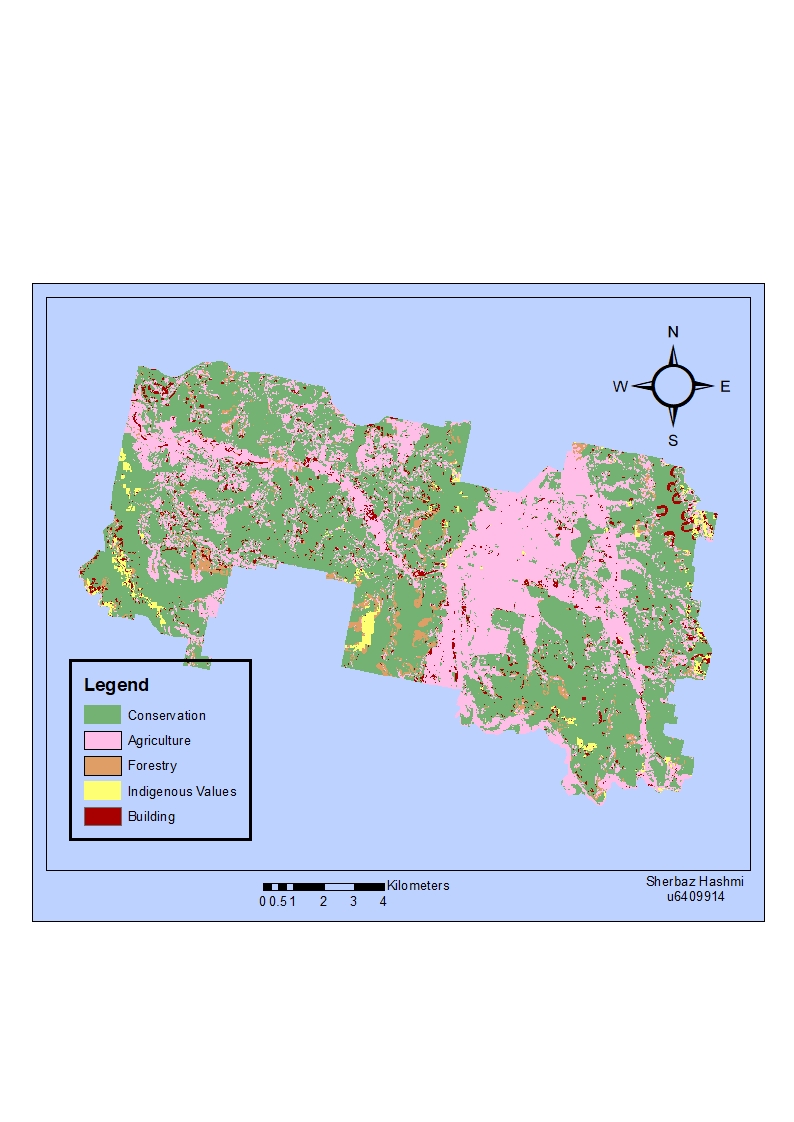 N
W E
S
Legend
Conservation
Agriculture
Forestry
Indigenous Values
Building
Kilometers
0 0.5 1 2 3 4
Sherbaz Hashmi
u6409914